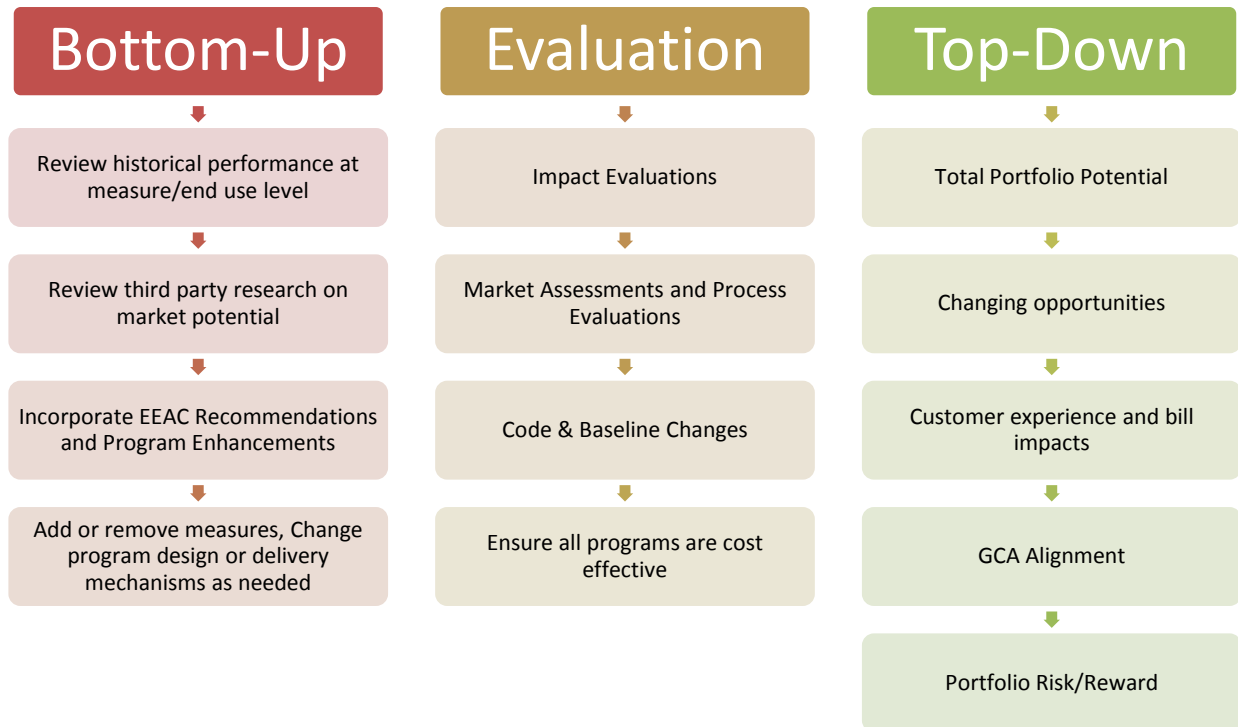 Bottom-Up
Review historical performance at
measure/end use level
Review third party research on
market potential
Incorporate EEAC Recommendations
and Program Enhancements
Add or remove measures, Change
program design or delivery
mechanisms as needed
Evaluation
Impact Evaluations
Market Assessments and Process
Evaluations
Code & Baseline Changes
Ensure all programs are cost
effective
Top-Down
Total Portfolio Potential
Changing opportunities
Customer experience and bill
impacts
GCA Alignment
Portfolio Risk/Reward